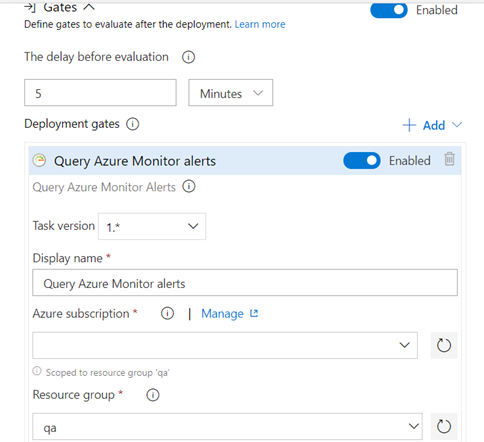 Gates
Enabled
Define gates to evaluate after the deployment. Learn more
The delay before evaluation
5
Minutes
Deployment gates
Add
Query Azure Monitor alerts
Enabled
Query Azure Monitor Alerts
Task version
1.*
Display name *
Query Azure Monitor alerts
Azure subscription * | Manage
Scoped to resource group 'qa'
Resource group *
qa